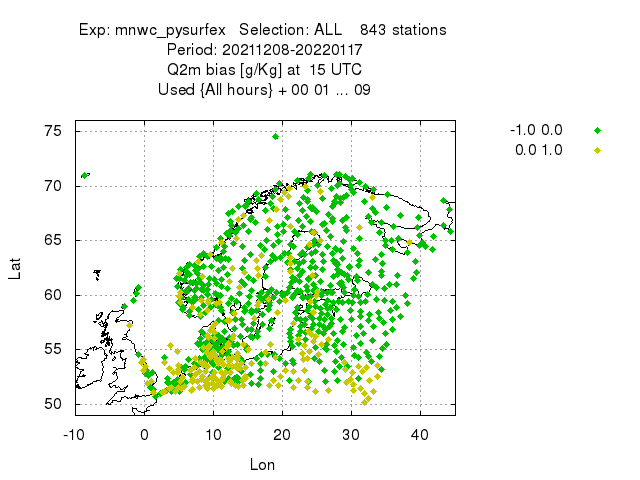 Exp: mnwc_pysurfex   Selection: ALL    843 stations
Period: 20211208-20220117
Q2m bias [g/Kg] at  15 UTC
Used {All hours} + 00 01 ... 09
-1.0 0.0
0.0 1.0
75
70
65
60
55
50
Lat
-10 0 10 20 30 40
Lon